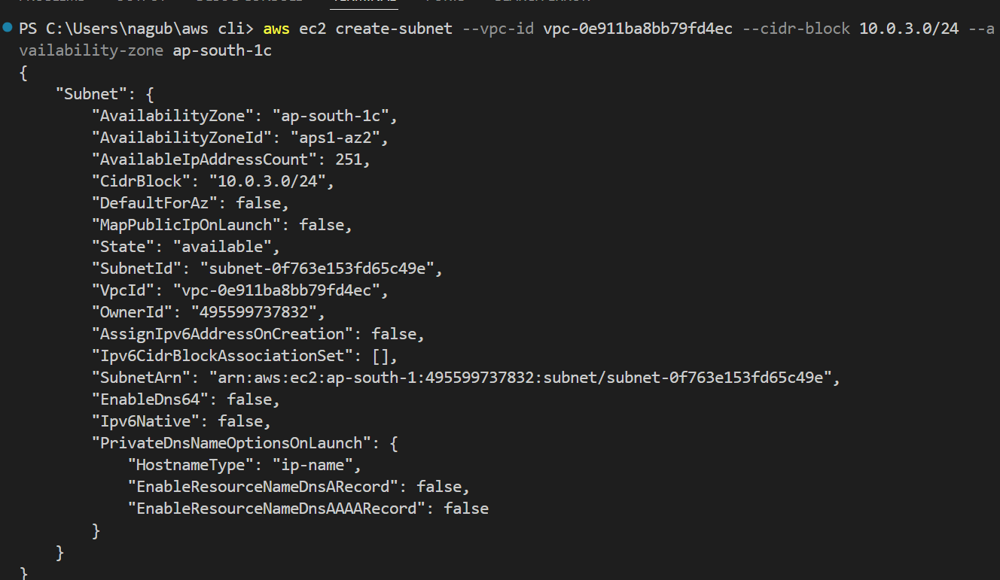 PS C:\Users\nagub\aws cli> aws ec2 create-subnet --vpc-id vpc-0e911ba8bb79fd4ec --cidr-block 10.0.3.0/24 --a
vailability-zone ap-south-1c
{
    "Subnet": {
        "AvailabilityZone": "ap-south-1c",
        "AvailabilityZoneId": "aps1-az2",
        "AvailableIpAddressCount": 251,
        "CidrBlock": "10.0.3.0/24",
        "DefaultForAz": false,
        "MapPublicIpOnLaunch": false,
        "State": "available",
        "SubnetId": "subnet-0f763e153fd65c49e",
        "VpcId": "vpc-0e911ba8bb79fd4ec",
        "OwnerId": "495599737832",
        "AssignIpv6AddressOnCreation": false,
        "Ipv6CidrBlockAssociationSet": [],
        "SubnetArn": "arn:aws:ec2:ap-south-1:495599737832:subnet/subnet-0f763e153fd65c49e",
        "EnableDns64": false,
        "Ipv6Native": false,
        "PrivateDnsNameOptionsOnLaunch": {
            "HostnameType": "ip-name",
            "EnableResourceNameDnsARecord": false,
            "EnableResourceNameDnsAAAARecord": false
        }
    }
}